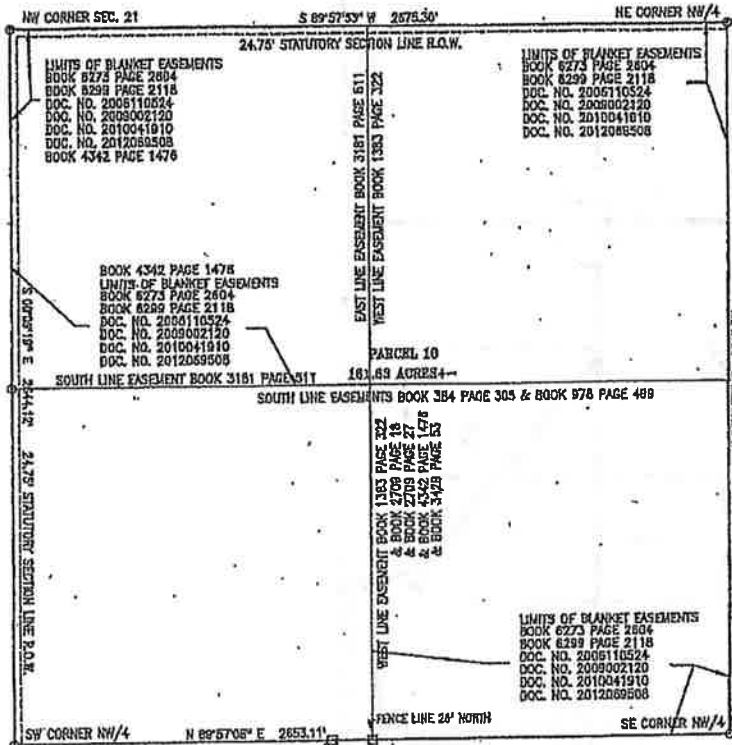 NW CORNER SEC. 21
S 89°57'53" W 2675.30'
NE CORNER NW/4
24.75' STATUTORY SECTION LINE R.O.W.
LIMITS OF BLANKET EASEMENTS
BOOK 6273 PAGE 2604
BOOK 6299 PAGE 2118
DOC. NO. 2006110524
DOC. NO. 2009002120
DOC. NO. 2010041910
DOC. NO. 2012069508
BOOK 4342 PAGE 1476
EAST LINE EASEMENT BOOK 3181 PAGE 511
WEST LINE EASEMENT BOOK 1383 PAGE 322
LIMITS OF BLANKET EASEMENTS
BOOK 6273 PAGE 2604
BOOK 6299 PAGE 2118
DOC. NO. 2006110524
DOC. NO. 2009002120
DOC. NO. 2010041910
DOC. NO. 2012069508
BOOK 4342 PAGE 1476
LIMITS OF BLANKET EASEMENTS
BOOK 6273 PAGE 2604
BOOK 6299 PAGE 2118
DOC. NO. 2006110524
DOC. NO. 2009002120
DOC. NO. 2010041910
DOC. NO. 2012069508
PARCEL 10
161.69 ACRES+-
SOUTH LINE EASEMENT BOOK 3181 PAGE 511
SOUTH LINE EASEMENTS BOOK 384 PAGE 305 & BOOK 978 PAGE 499
S E 24.75' STATUTORY SECTION LINE R.O.W.
WEST LINE EASEMENT BOOK 1383 PAGE 322
& BOOK 2709 PAGE 18
& BOOK 2709 PAGE 27
& BOOK 4342 PAGE 1476
& BOOK 3428 PAGE 53
LIMITS OF BLANKET EASEMENTS
BOOK 6273 PAGE 2604
BOOK 6299 PAGE 2118
DOC. NO. 2006110524
DOC. NO. 2009002120
DOC. NO. 2010041910
DOC. NO. 2012069508
SW CORNER NW/4
N 89°57'05" E 2653.11'
FENCE LINE 28' NORTH
SE CORNER NW/4